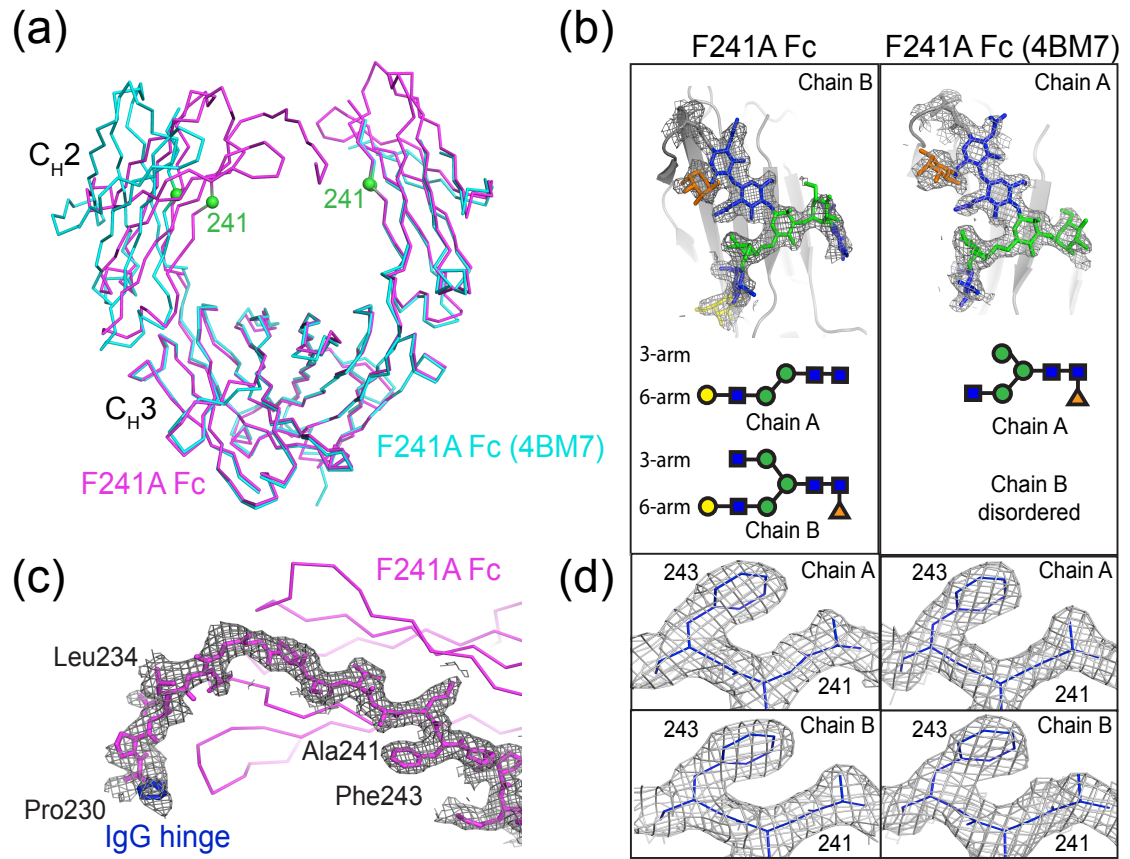 (a)
C_H2
241
241
C_H3
F241A Fc (4BM7)
F241A Fc
(b)
F241A Fc
F241A Fc (4BM7)
Chain B
Chain A
3-arm
6-arm
Chain A
Chain A
3-arm
6-arm
Chain B
Chain B
disordered
(c)
F241A Fc
Leu234
Ala241
Phe243
Pro230
IgG hinge
(d)
243
Chain A
241
243
Chain A
241
243
Chain B
241
243
Chain B
241